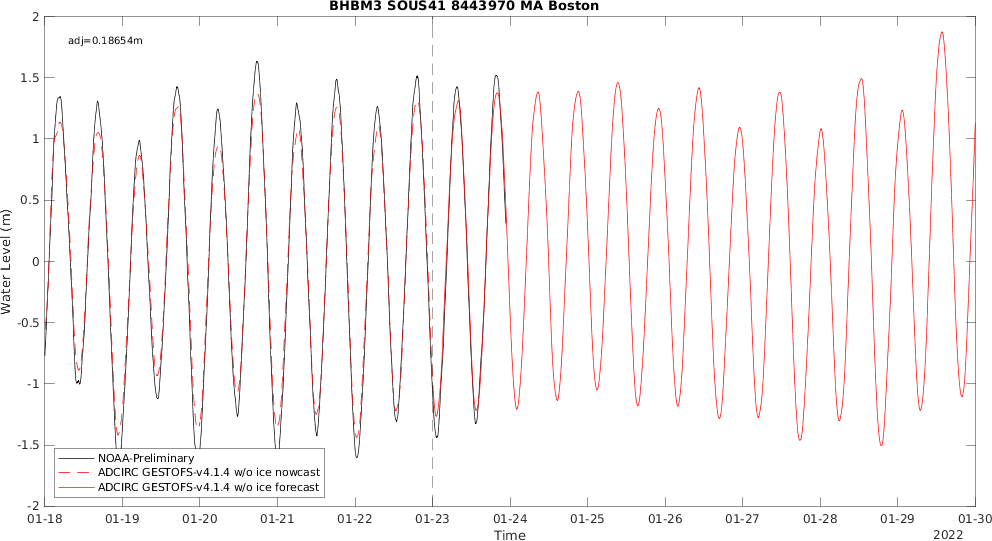 BHBM3 SOUS41 8443970 MA Boston
adj=0.18654m
2
1.5
1
0.5
0
-0.5
-1
-1.5
-2
Water Level (m)
NOAA-Preliminary
ADCIRC GESTOFS-v4.1.4 w/o ice nowcast
ADCIRC GESTOFS-v4.1.4 w/o ice forecast
01-18 01-19 01-20 01-21 01-22 01-23 01-24 01-25 01-26 01-27 01-28 01-29 01-30
Time
2022